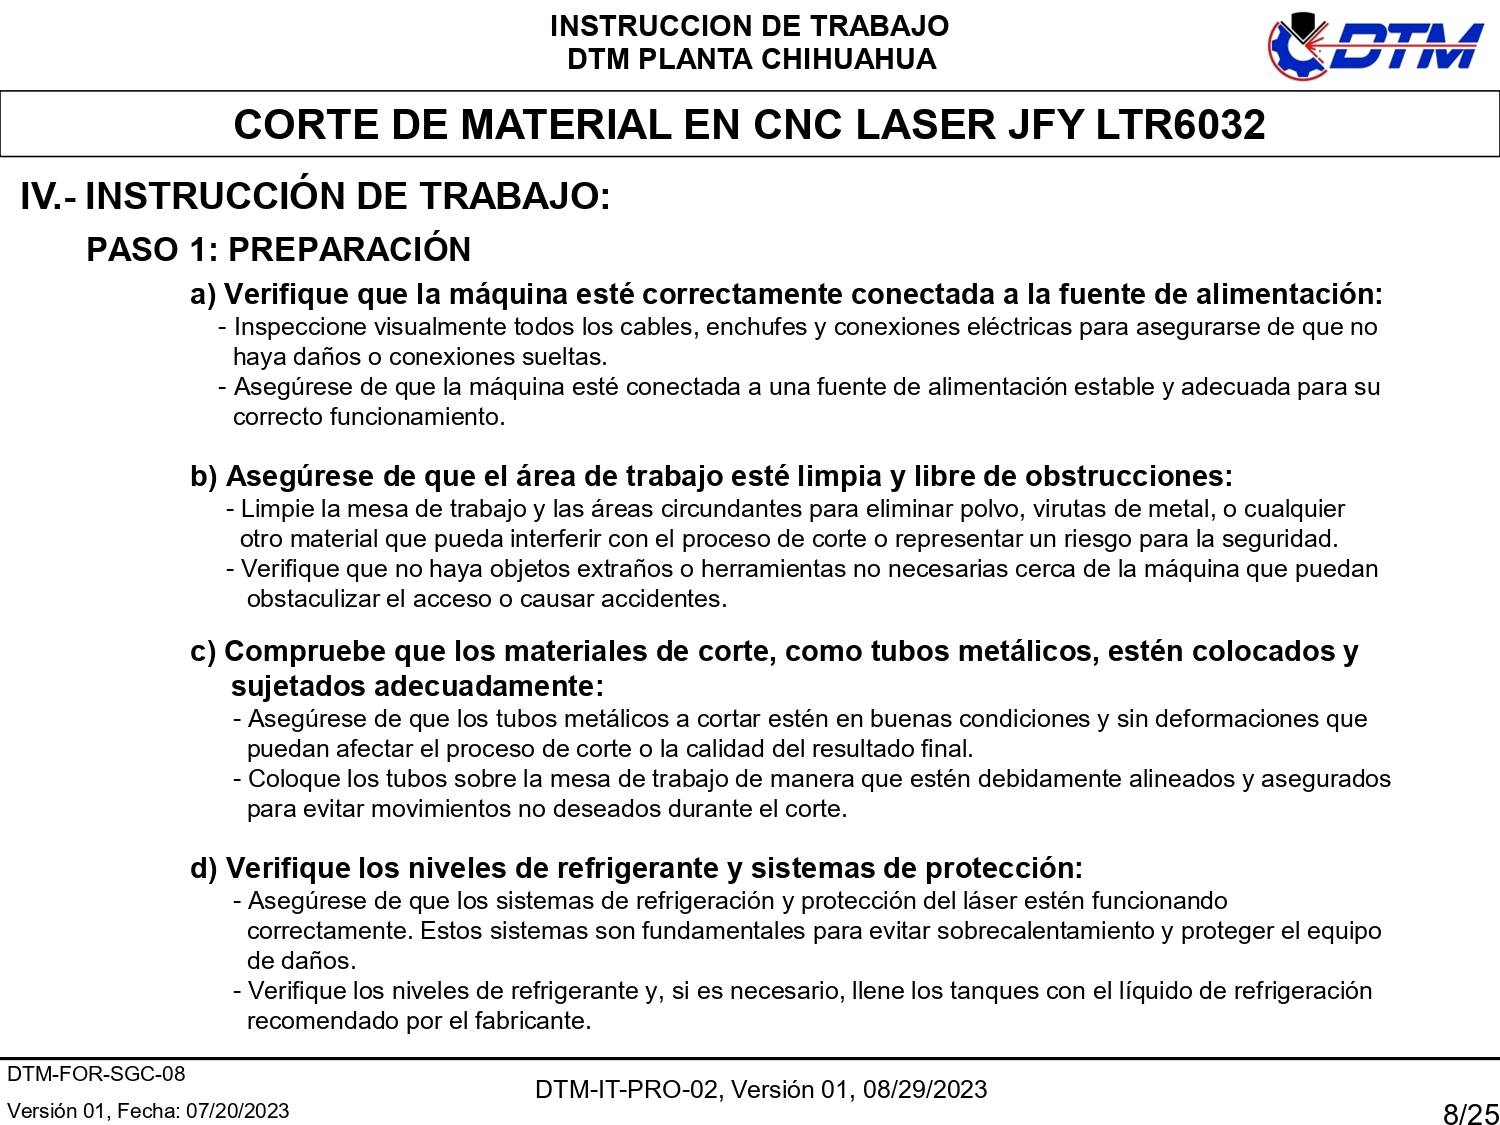 INSTRUCCION DE TRABAJO
DTM PLANTA CHIHUAHUA
DTM
CORTE DE MATERIAL EN CNC LASER JFY LTR6032
IV.- INSTRUCCIÓN DE TRABAJO:
PASO 1: PREPARACIÓN
a) Verifique que la máquina esté correctamente conectada a la fuente de alimentación:
- Inspeccione visualmente todos los cables, enchufes y conexiones eléctricas para asegurarse de que no
haya daños o conexiones sueltas.
- Asegúrese de que la máquina esté conectada a una fuente de alimentación estable y adecuada para su
correcto funcionamiento.
b) Asegúrese de que el área de trabajo esté limpia y libre de obstrucciones:
- Limpie la mesa de trabajo y las áreas circundantes para eliminar polvo, virutas de metal, o cualquier
otro material que pueda interferir con el proceso de corte o representar un riesgo para la seguridad.
- Verifique que no haya objetos extraños o herramientas no necesarias cerca de la máquina que puedan
obstaculizar el acceso o causar accidentes.
c) Compruebe que los materiales de corte, como tubos metálicos, estén colocados y
sujetados adecuadamente:
- Asegúrese de que los tubos metálicos a cortar estén en buenas condiciones y sin deformaciones que
puedan afectar el proceso de corte o la calidad del resultado final.
- Coloque los tubos sobre la mesa de trabajo de manera que estén debidamente alineados y asegurados
para evitar movimientos no deseados durante el corte.
d) Verifique los niveles de refrigerante y sistemas de protección:
- Asegúrese de que los sistemas de refrigeración y protección del láser estén funcionando
correctamente. Estos sistemas son fundamentales para evitar sobrecalentamiento y proteger el equipo
de daños.
- Verifique los niveles de refrigerante y, si es necesario, llene los tanques con el líquido de refrigeración
recomendado por el fabricante.
DTM-FOR-SGC-08
DTM-IT-PRO-02, Versión 01, 08/29/2023
Versión 01, Fecha: 07/20/2023
8/25